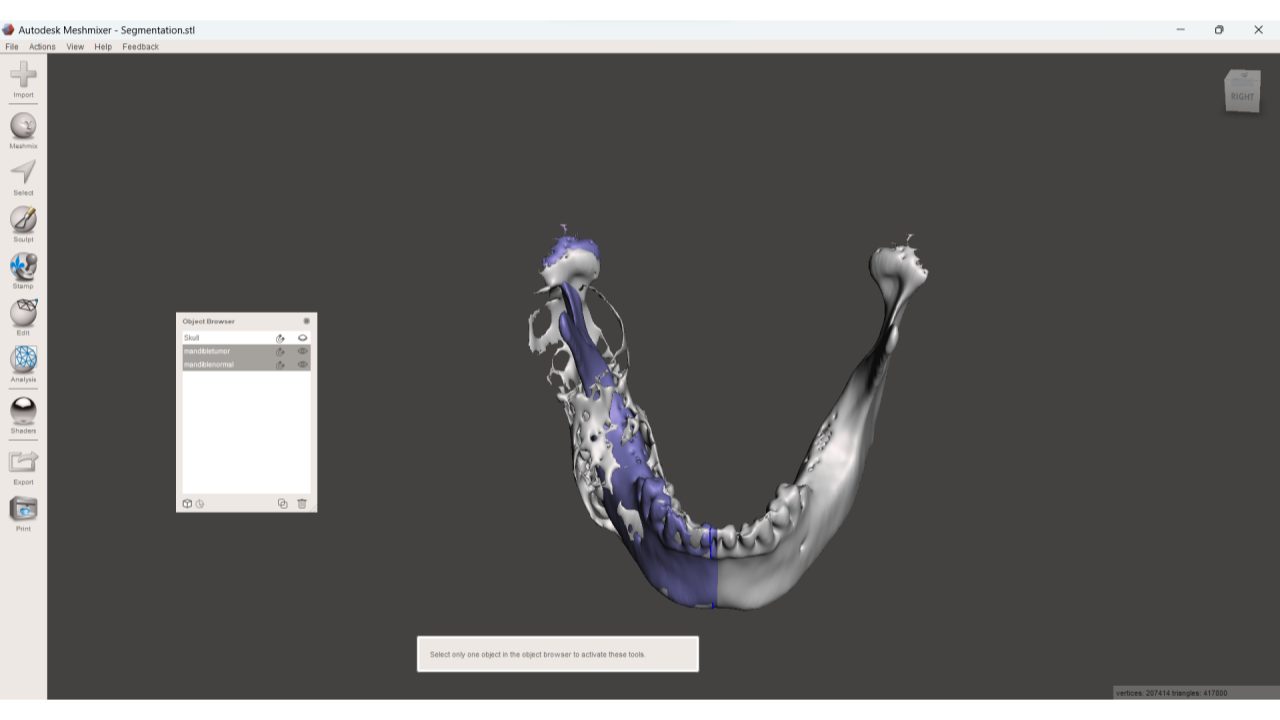 Autodesk Meshmixer - Segmentation.stl
File Actions View Help Feedback
Import
Meshmix
Select
Sculpt
Stamp
Edit
Analysis
Shaders
Export
Print
RIGHT
Object Browser
Skull
mandibletumor
mandiblenormal
Select only one object in the object browser to activate these tools.
vertices: 207414 triangles: 417800